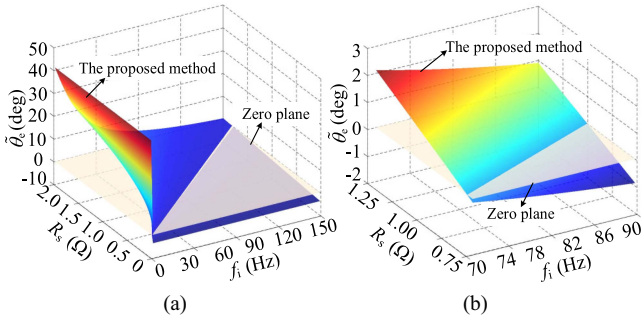 50
40
30
20
10
0
-10
θ̃e (deg)
The proposed method
Zero plane
2.0
1.5
1.0
0.5
0
Rs (Ω)
0
30
60
90
120
150
fi (Hz)
(a)
3
2
1
0
-1
-2
θ̃e (deg)
The proposed method
Zero plane
1.25
1.00
0.75
Rs (Ω)
70
74
78
82
86
90
fi (Hz)
(b)